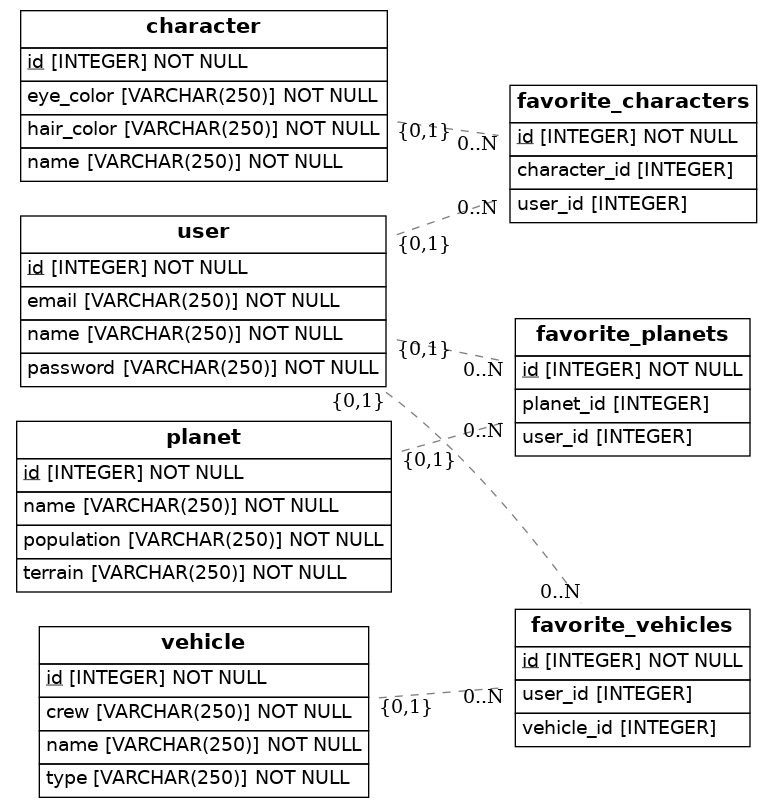 character
id [INTEGER] NOT NULL
eye_color [VARCHAR(250)] NOT NULL
hair_color [VARCHAR(250)] NOT NULL
name [VARCHAR(250)] NOT NULL
favorite_characters
id [INTEGER] NOT NULL
character_id [INTEGER]
user_id [INTEGER]
{0,1}
0..N
0..N
{0,1}
user
id [INTEGER] NOT NULL
email [VARCHAR(250)] NOT NULL
name [VARCHAR(250)] NOT NULL
password [VARCHAR(250)] NOT NULL
favorite_planets
id [INTEGER] NOT NULL
planet_id [INTEGER]
user_id [INTEGER]
{0,1}
0..N
{0,1}
0..N
{0,1}
planet
id [INTEGER] NOT NULL
name [VARCHAR(250)] NOT NULL
population [VARCHAR(250)] NOT NULL
terrain [VARCHAR(250)] NOT NULL
0..N
favorite_vehicles
id [INTEGER] NOT NULL
user_id [INTEGER]
vehicle_id [INTEGER]
vehicle
id [INTEGER] NOT NULL
crew [VARCHAR(250)] NOT NULL
name [VARCHAR(250)] NOT NULL
type [VARCHAR(250)] NOT NULL
{0,1}
0..N